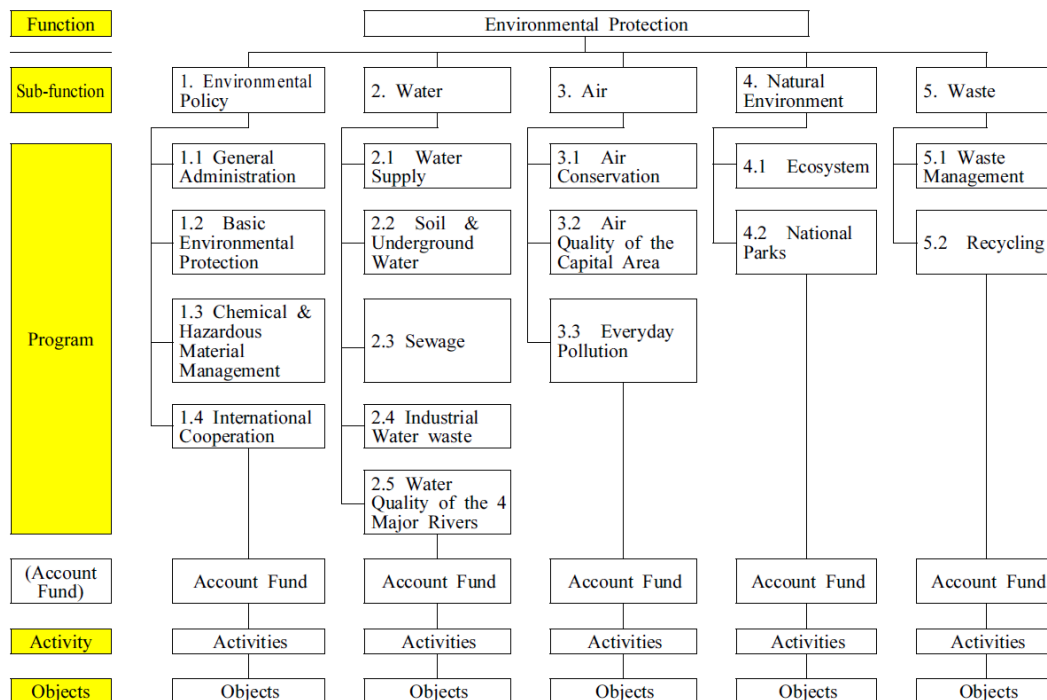 Function
Environmental Protection
Sub-function
1. Environmental
Policy
2. Water
3. Air
4. Natural
Environment
5. Waste
Program
1.1 General
Administration
1.2 Basic
Environmental
Protection
1.3 Chemical &
Hazardous
Material
Management
1.4 International
Cooperation
2.1 Water
Supply
2.2 Soil &
Underground
Water
2.3 Sewage
2.4 Industrial
Water waste
2.5 Water
Quality of the 4
Major Rivers
3.1 Air
Conservation
3.2 Air
Quality of the
Capital Area
3.3 Everyday
Pollution
4.1 Ecosystem
4.2 National
Parks
5.1 Waste
Management
5.2 Recycling
(Account
Fund)
Account Fund
Account Fund
Account Fund
Account Fund
Account Fund
Activity
Activities
Activities
Activities
Activities
Activities
Objects
Objects
Objects
Objects
Objects
Objects